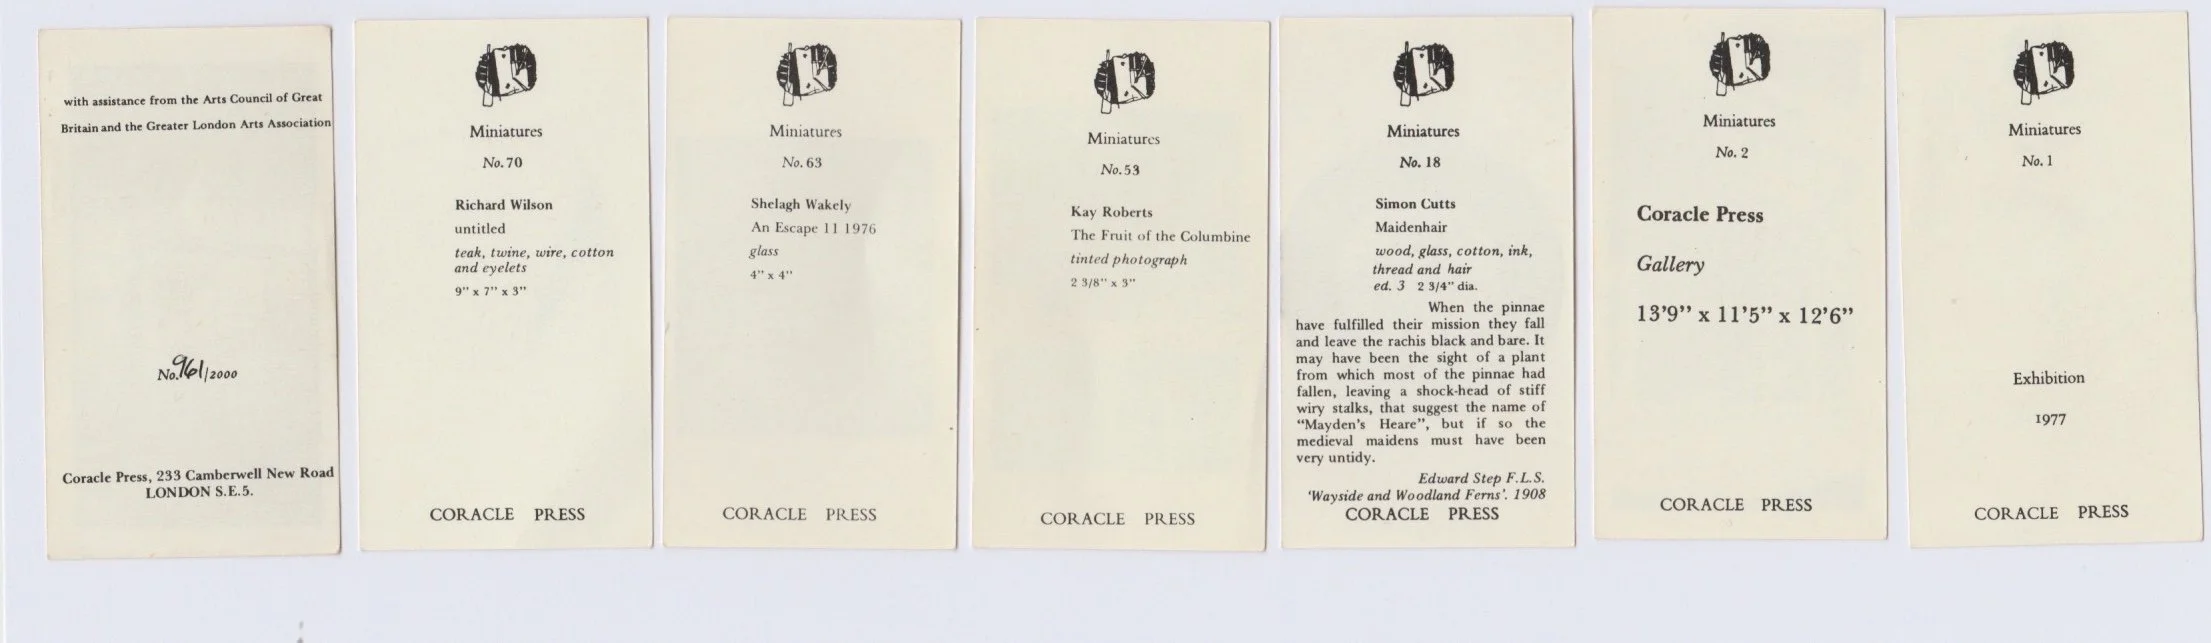 with assistance from the Arts Council of Great
Britain and the Greater London Arts Association
No. 961/2000
Coracle Press, 233 Camberwell New Road
LONDON S.E.5.
Miniatures
No. 70
Richard Wilson
untitled
teak, twine, wire, cotton
and eyelets
9" x 7" x 3"
CORACLE PRESS
Miniatures
No. 63
Shelagh Wakely
An Escape 11 1976
glass
4" x 4"
CORACLE PRESS
Miniatures
No. 53
Kay Roberts
The Fruit of the Columbine
tinted photograph
2 3/8" x 3"
CORACLE PRESS
Miniatures
No. 18
Simon Cutts
Maidenhair
wood, glass, cotton, ink,
thread and hair
ed. 3 2 3/4" dia.
When the pinnae
have fulfilled their mission they fall
and leave the rachis black and bare. It
may have been the sight of a plant
from which most of the pinnae had
fallen, leaving a shock-head of stiff
wiry stalks, that suggest the name of
"Mayden's Heare", but if so the
medieval maidens must have been
very untidy.
Edward Step F.L.S.
'Wayside and Woodland Ferns'. 1908
CORACLE PRESS
Miniatures
No. 2
Coracle Press
Gallery
13'9" x 11'5" x 12'6"
CORACLE PRESS
Miniatures
No. 1
Exhibition
1977
CORACLE PRESS